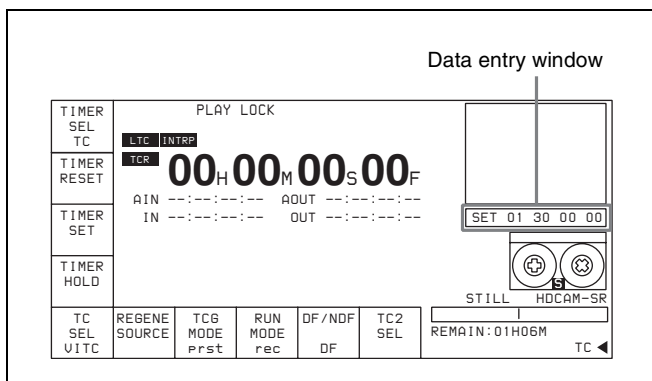 Data entry window
TIMER
SEL
TC
PLAY LOCK
LTC INTRP
TIMER
RESET
TCR 00H 00M 00S 00F
AIN --:--:--:-- AOUT --:--:--:--
TIMER
SET
IN --:--:--:-- OUT --:--:--:--
SET 01 30 00 00
TIMER
HOLD
S
STILL HDCAM-SR
TC
SEL
VITC
REGENE
SOURCE
TCG
MODE
prst
RUN
MODE
rec
DF/NDF
DF
TC2
SEL
REMAIN:01H06M
TC ◀